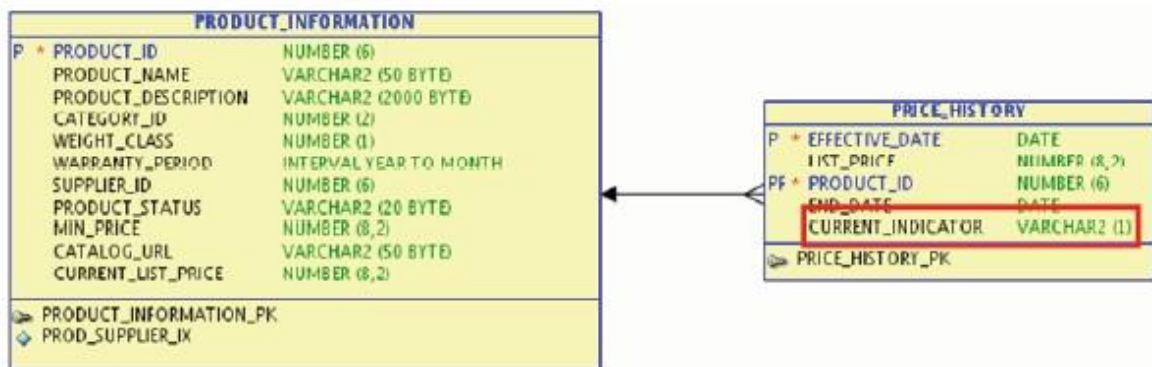 PRODUCT_INFORMATION
P * PRODUCT_ID NUMBER (6)
PRODUCT_NAME VARCHAR2 (50 BYTE)
PRODUCT_DESCRIPTION VARCHAR2 (2000 BYTE)
CATEGORY_ID NUMBER (2)
WEIGHT_CLASS NUMBER (1)
WARRANTY_PERIOD INTERVAL YEAR TO MONTH
SUPPLIER_ID NUMBER (6)
PRODUCT_STATUS VARCHAR2 (20 BYTE)
MIN_PRICE NUMBER (8,2)
CATALOG_URL VARCHAR2 (50 BYTE)
CURRENT_LIST_PRICE NUMBER (8,2)
PRODUCT_INFORMATION_PK
PROD_SUPPLIER_IX
PRICE_HISTORY
P * EFFECTIVE_DATE DATE
LIST_PRICE NUMBER (8,2)
PF * PRODUCT_ID NUMBER (6)
END_DATE DATE
CURRENT_INDICATOR VARCHAR2 (1)
PRICE_HISTORY_PK